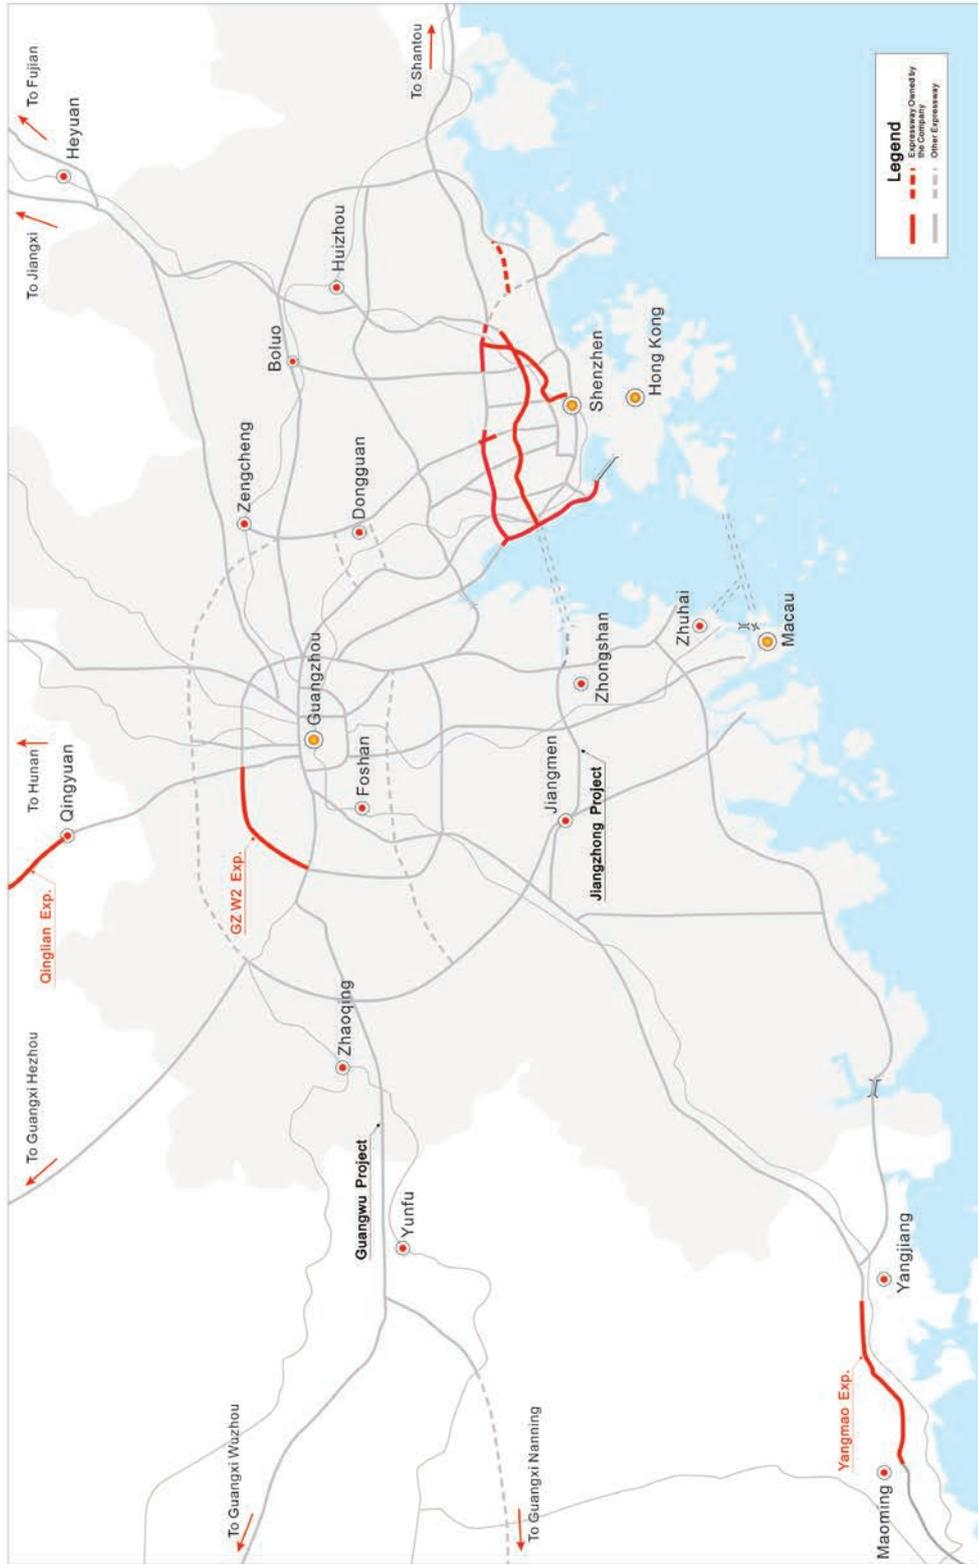 To Guangxi Hezhou
To Hunan
To Jiangxi
To Fujian
Qinglian Exp.
Qingyuan
Heyuan
To Guangxi Wuzhou
GZ W2 Exp.
Zengcheng
Boluo
Guangzhou
Huizhou
Zhaoqing
Guangwu Project
Foshan
Dongguan
Yunfu
To Shantou
To Guangxi Nanning
Jiangmen
Jiangzhong Project
Zhongshan
Shenzhen
Hong Kong
Zhuhai
Macau
Yangmao Exp.
Maoming
Yangjiang
Legend
Expressway Owned by
the Company
Other Expressway